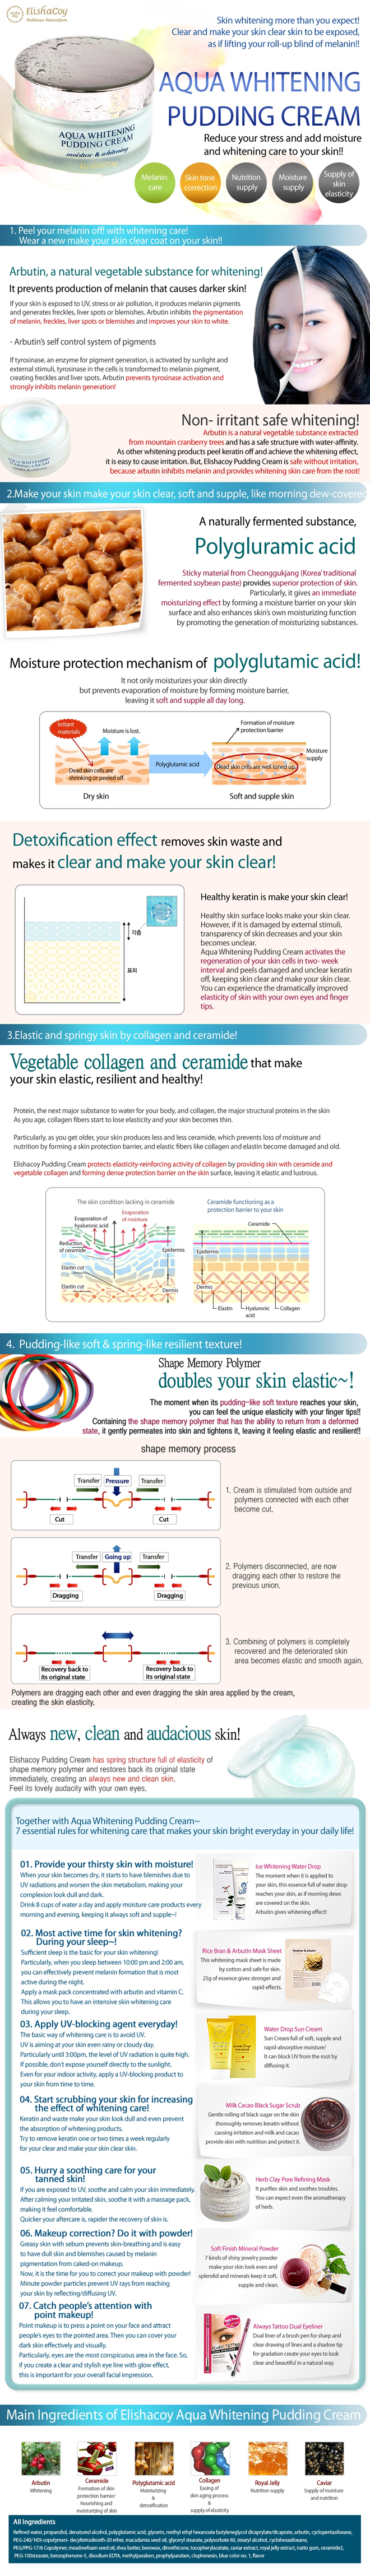 ElishaCoy
Noblesse Naturalism
Skin whitening more than you expect!
Clear and make your skin clear skin to be exposed,
as if lifting your roll-up blind of melanin!!
AQUA WHITENING
PUDDING CREAM
moisture & whitening
ELISHACOY
AQUA WHITENING
PUDDING CREAM
Reduce your stress and add moisture
and whitening care to your skin!!
Melanin
care
Skin tone
correction
Nutrition
supply
Moisture
supply
Supply of
skin
elasticity
1. Peel your melanin off! with whitening care!
Wear a new make your skin clear coat on your skin!!
Arbutin, a natural vegetable substance for whitening!
It prevents production of melanin that causes darker skin!
If your skin is exposed to UV, stress or air pollution, it produces melanin pigments
and generates freckles, liver spots or blemishes. Arbutin inhibits the pigmentation
of melanin, freckles, liver spots or blemishes and improves your skin to white.
- Arbutin's self control system of pigments
If tyrosinase, an enzyme for pigment generation, is activated by sunlight and
external stimuli, tyrosinase in the cells is transformed to melanin pigment,
creating freckles and liver spots. Arbutin prevents tyrosinase activation and
strongly inhibits melanin generation!
Non- irritant safe whitening!
Arbutin is a natural vegetable substance extracted
from mountain cranberry trees and has a safe structure with water-affinity.
As other whitening products peel keratin off and achieve the whitening effect,
it is easy to cause irritation. But, Elishacoy Pudding Cream is safe without irritation,
because arbutin inhibits melanin and provides whitening skin care from the root!
2.Make your skin make your skin clear, soft and supple, like morning dew-covered
A naturally fermented substance,
Polygluramic acid
Sticky material from Cheonggukjang (Korea' traditional
fermented soybean paste) provides superior protection of skin.
Particularly, it gives an immediate
moisturizing effect by forming a moisture barrier on your skin
surface and also enhances skin's own moisturizing function
by promoting the generation of moisturizing substances.
Moisture protection mechanism of polyglutamic acid!
It not only moisturizes your skin directly
but prevents evaporation of moisture by forming moisture barrier,
leaving it soft and supple all day long.
Irritant
materials
Moisture is lost.
Dead skin cells are
shrinking or peeled off.
Dry skin
Polyglutamic acid
Formation of moisture
protection barrier
Moisture
supply
Dead skin cells are well toned up.
Soft and supple skin
Detoxification effect removes skin waste and
makes it clear and make your skin clear!
각층
표피
Healthy keratin is make your skin clear!
Healthy skin surface looks make your skin clear.
However, if it is damaged by external stimuli,
transparency of skin decreases and your skin
becomes unclear.
Aqua Whitening Pudding Cream activates the
regeneration of your skin cells in two- week
interval and peels damaged and unclear keratin
off, keeping skin clear and make your skin clear.
You can experience the dramatically improved
elasticity of skin with your own eyes and finger
tips.
3.Elastic and springy skin by collagen and ceramide!
Vegetable collagen and ceramide that make
your skin elastic, resilient and healthy!
Protein, the next major substance to water for your body, and collagen, the major structural proteins in the skin
As you age, collagen fibers start to lose elasticity and your skin becomes thin.
Particularly, as you get older, your skin produces less and less ceramide, which prevents loss of moisture and
nutrition by forming a skin protection barrier, and elastic fibers like collagen and elastin become damaged and old.
Elishacoy Pudding Cream protects elasticity-reinforcing activity of collagen by providing skin with ceramide and
vegetable collagen and forming dense protection barrier on the skin surface, leaving it elastic and lustrous.
The skin condition lacking in ceramide
Evaporation of
hyaluronic acid
Evaporation
of moisture
Reduction
of ceramide
Elastin cut
Elastin cut
Epidermis
Dermis
Ceramide functioning as a
protection barrier to your skin
Ceramide
Epidermis
Dermis
Elastin
Hyaluronic
acid
Collagen
4. Pudding-like soft & spring-like resilient texture!
Shape Memory Polymer
doubles your skin elastic~!
The moment when its pudding-like soft texture reaches your skin,
you can feel the unique elasticity with your finger tips!!
Containing the shape memory polymer that has the ability to return from a deformed
state, it gently permeates into skin and tightens it, leaving it feeling elastic and resilient!!
shape memory process
Transfer
Pressure
Transfer
Cut
Cut
1. Cream is stimulated from outside and
polymers connected with each other
become cut.
Transfer
Going up
Transfer
Dragging
Dragging
2. Polymers disconnected, are now
dragging each other to restore the
previous union.
Recovery back to
its original state
Recovery back to
its original state
3. Combining of polymers is completely
recovered and the deteriorated skin
area becomes elastic and smooth again.
Polymers are dragging each other and even dragging the skin area applied by the cream,
creating the skin elasticity.
Always new, clean and audacious skin!
Elishacoy Pudding Cream has spring structure full of elasticity of
shape memory polymer and restores back its original state
immediately, creating an always new and clean skin.
Feel its lovely audacity with your own eyes.
Together with Aqua Whitening Pudding Cream~
7 essential rules for whitening care that makes your skin bright everyday in your daily life!
01. Provide your thirsty skin with moisture!
When your skin becomes dry, it starts to have blemishes due to
UV radiations and worsen the skin metabolism, making your
complexion look dull and dark.
Drink 8 cups of water a day and apply moisture care products every
morning and evening, keeping it always soft and supple~!
Ice Whitening Water Drop
The moment when it is applied to
your skin, this essence full of water drop
reaches your skin, as if morning dews
are covered on the skin.
Arbutin gives whitening effect!!
02. Most active time for skin whitening?
During your sleep~!
Sufficient sleep is the basic for your skin whitening!
Particularly, when you sleep between 10:00 pm and 2:00 am,
you can effectively prevent melanin formation that is most
active during the night.
Apply a mask pack concentrated with arbutin and vitamin C.
This allows you to have an intensive skin whitening care
during your sleep.
Rice Bran & Arbutin Mask Sheet
This whitening mask sheet is made
by cotton and safe for skin.
25g of essence gives stronger and
rapid effects.
03. Apply UV-blocking agent everyday!
The basic way of whitening care is to avoid UV.
UV is aiming at your skin even rainy or cloudy day.
Particularly until 3:00pm, the level of UV radiation is quite high.
If possible, don't expose yourself directly to the sunlight.
Even for your indoor activity, apply a UV-blocking product to
your skin from time to time.
Water Drop Sun Cream
Sun Cream full of soft, supple and
rapid-absorptive moisture/
It can block UV from the root by
diffusing it.
04. Start scrubbing your skin for increasing
the effect of whitening care!
Keratin and waste make your skin look dull and even prevent
the absorption of whitening products.
Try to remove keratin one or two times a week regularly
for your clear and make your skin clear skin.
Milk Cacao Black Sugar Scrub
Gentle rolling of black sugar on the skin
thoroughly removes keratin without
causing irritation and milk and cacao
provide skin with nutrition and protect it.
05. Hurry a soothing care for your
tanned skin!
If you are exposed to UV, soothe and calm your skin immediately.
After calming your irritated skin, soothe it with a massage pack,
making it feel comfortable.
Quicker your aftercare is, rapider the recovery of skin is.
Herb Clay Pore Refining Mask
It purifies skin and soothes troubles.
You can expect even the aromatherapy
of herb.
06. Makeup correction? Do it with powder!
Greasy skin with sebum prevents skin-breathing and is easy
to have dull skin and blemishes caused by melanin
pigmentation from caked-on makeup.
Now, it is the time for you to correct your makeup with powder!
Minute powder particles prevent UV rays from reaching
your skin by reflecting/diffusing UV.
Soft Finish Mineral Powder
7 kinds of shiny jewelry powder
make your skin look even and
splendid and minerals keep it soft,
supple and clean.
07. Catch people's attention with
point makeup!
Point makeup is to press a point on your face and attract
people's eyes to the pointed area. Then you can cover your
dark skin effectively and visually.
Particularly, eyes are the most conspicuous area in the face. So,
if you create a clear and stylish eye line with glow effect,
this is important for your overall facial impression.
Always Tattoo Dual Eyeliner
Dual liner of a brush pen for sharp and
clear drawing of lines and a shadow tip
for gradation create your eyes to look
clear and beautiful in a natural way.
Main Ingredients of Elishacoy Aqua Whitening Pudding Cream
Arbutin
Whitening
Ceramide
Formation of skin
protection barrier/
Nourishing and
moisturizing of skin
Polyglutamic acid
Moisturizing
&
detoxification
Collagen
Easing of
skin aging process
&
supply of elasticity
Royal Jelly
Nutrition supply
Caviar
Supply of moisture
and nutrition
All Ingredients